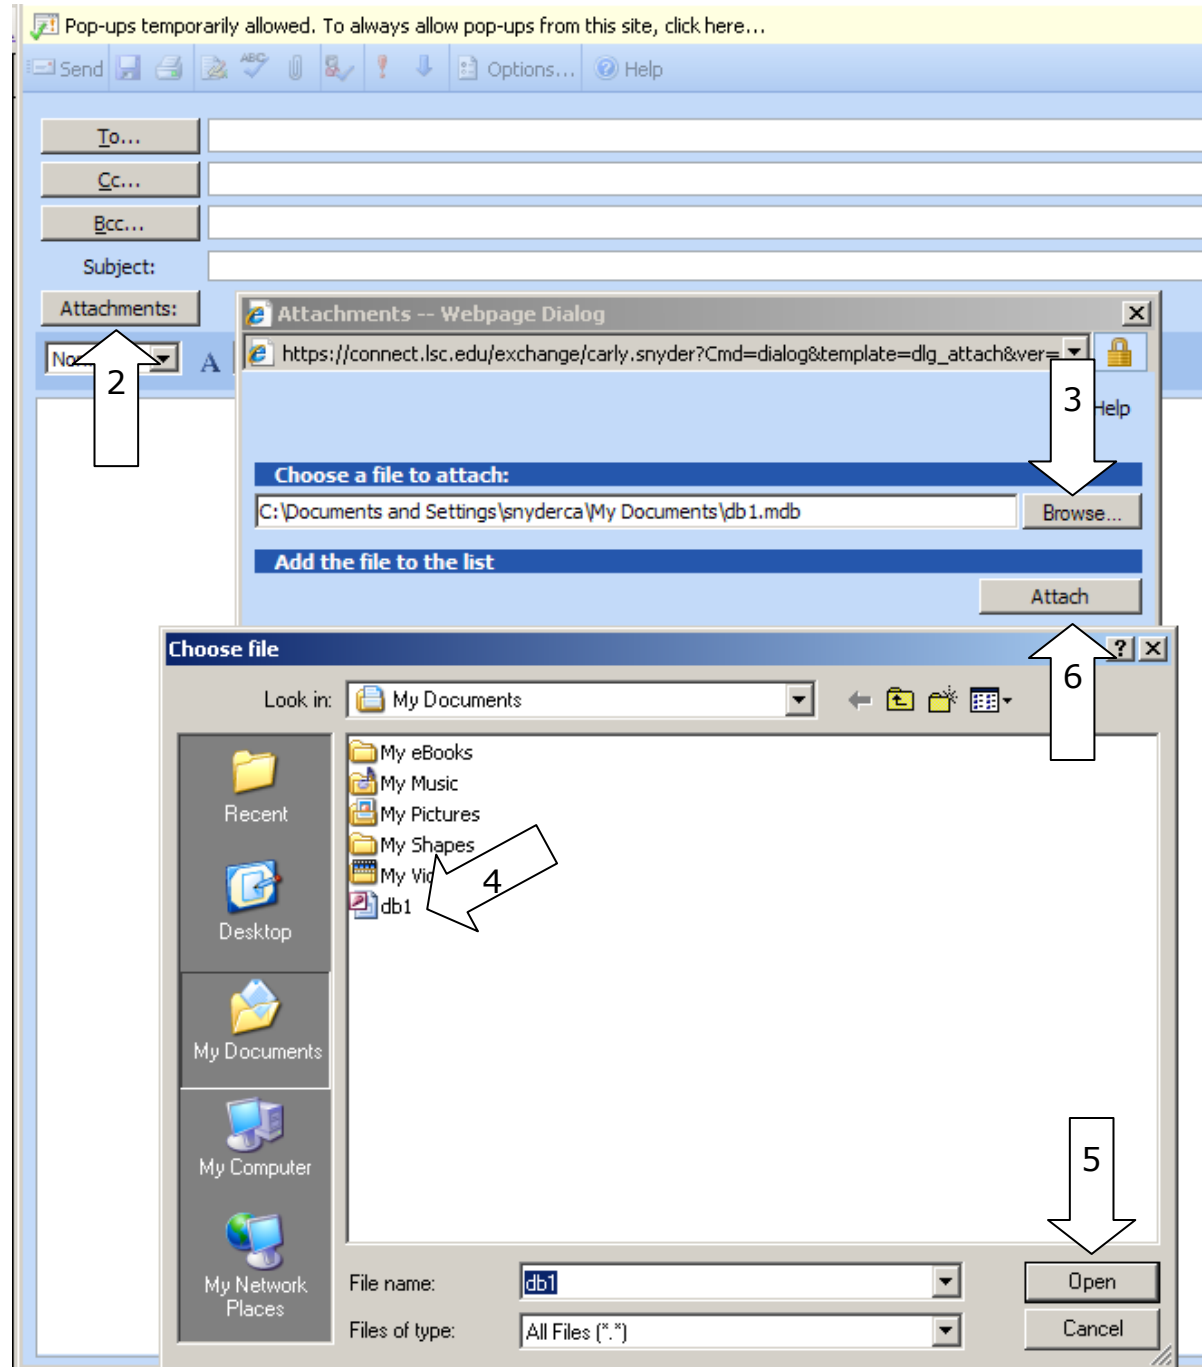 Pop-ups temporarily allowed. To always allow pop-ups from this site, click here...
Send ABC Options... Help
To...
Cc...
Bcc...
Subject:
Attachments:
Attachments -- Webpage Dialog
2
A
https://connect.lsc.edu/exchange/carly.snyder?Cmd=dialog&template=dlg_attach&ver=
3
Help
Choose a file to attach:
C:\Documents and Settings\snyderca\My Documents\db1.mdb
Browse...
Add the file to the list
Attach
6
Choose file
?
Look in:
My Documents
My eBooks
My Music
My Pictures
My Shapes
4
db1
Recent
Desktop
My Documents
My Computer
My Network
Places
5
File name:
db1
Open
Files of type:
All Files (*.*)
Cancel